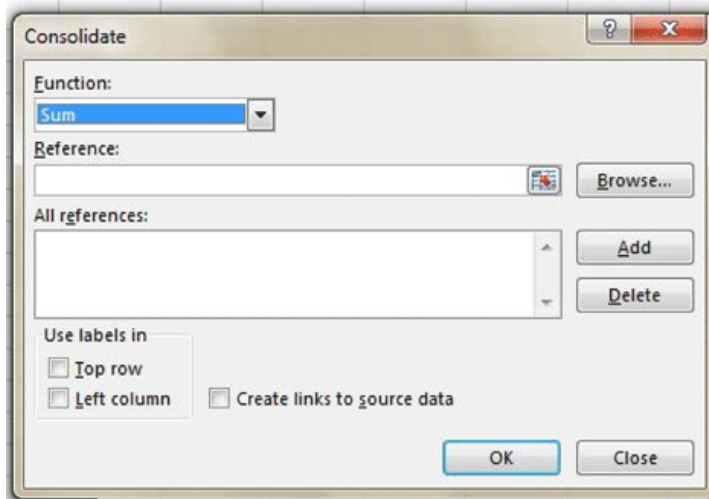 Consolidate
Function:
Sum
Reference:
Browse...
All references:
Add
Delete
Use labels in
Top row
Left column
Create links to source data
OK
Close